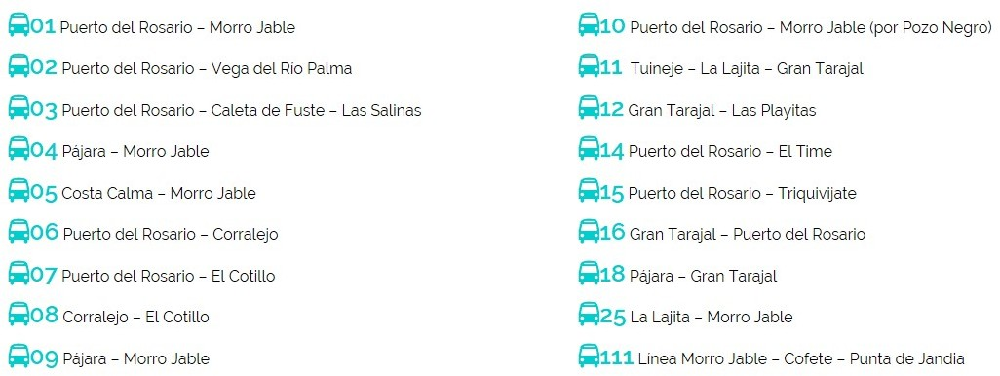 01 Puerto del Rosario – Morro Jable
02 Puerto del Rosario – Vega del Río Palma
03 Puerto del Rosario – Caleta de Fuste – Las Salinas
04 Pájara – Morro Jable
05 Costa Calma – Morro Jable
06 Puerto del Rosario – Corralejo
07 Puerto del Rosario – El Cotillo
08 Corralejo – El Cotillo
09 Pájara – Morro Jable
10 Puerto del Rosario – Morro Jable (por Pozo Negro)
11 Tuineje – La Lajita – Gran Tarajal
12 Gran Tarajal – Las Playitas
14 Puerto del Rosario – El Time
15 Puerto del Rosario – Triquivijate
16 Gran Tarajal – Puerto del Rosario
18 Pájara – Gran Tarajal
25 La Lajita – Morro Jable
111 Línea Morro Jable – Cofete – Punta de Jandia